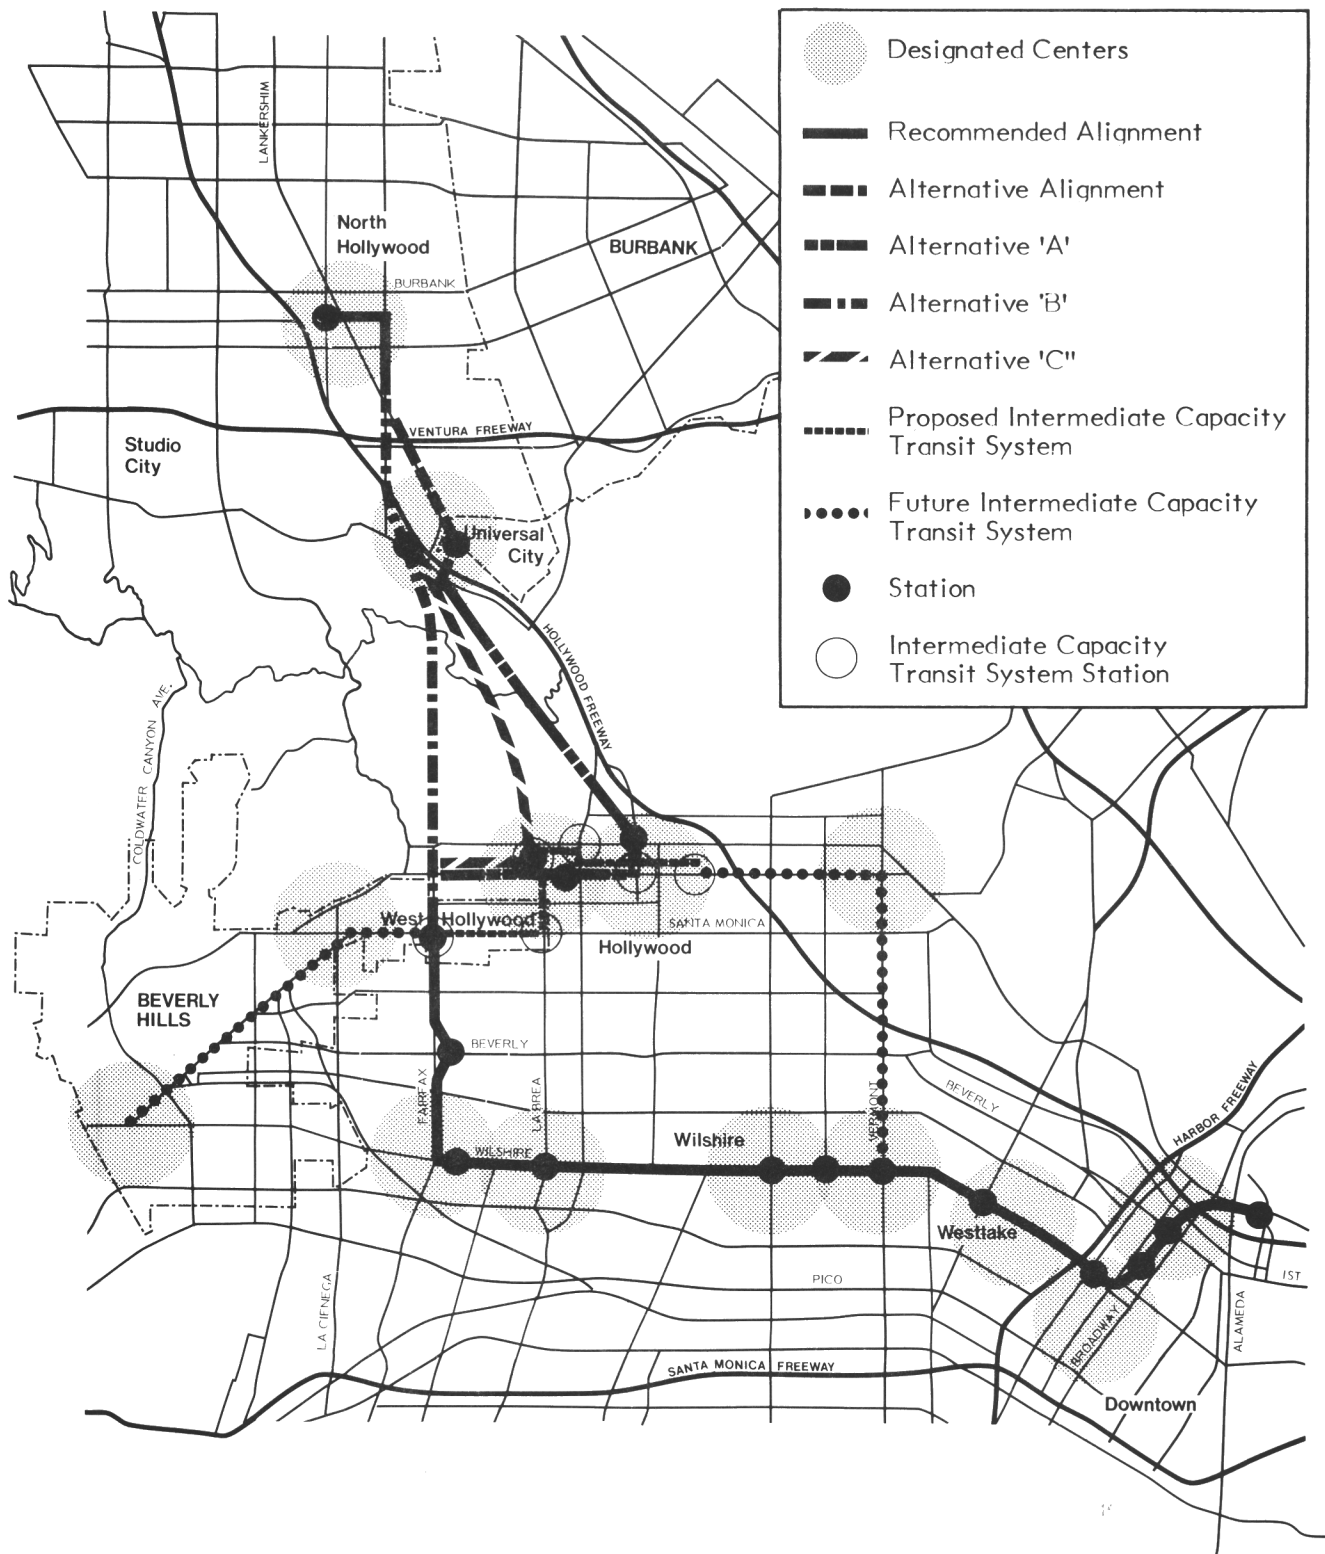 Designated Centers
Recommended Alignment
Alternative Alignment
Alternative 'A'
Alternative 'B'
Alternative 'C"
Proposed Intermediate Capacity
Transit System
Future Intermediate Capacity
Transit System
Station
Intermediate Capacity
Transit System Station
LANKERSHIM
North
Hollywood
BURBANK
BURBANK
VENTURA FREEWAY
Studio
City
Universal
City
HOLLYWOOD FREEWAY
COLDWATER CANYON AVE.
West Hollywood
SANTA MONICA
Hollywood
BEVERLY
HILLS
BEVERLY
FAIRFAX
LA BREA
VERMONT
BEVERLY
HARBOR FREEWAY
WILSHIRE
Wilshire
Westlake
PICO
1ST
LA CIENEGA
ALAMEDA
BROADWAY
SANTA MONICA FREEWAY
Downtown